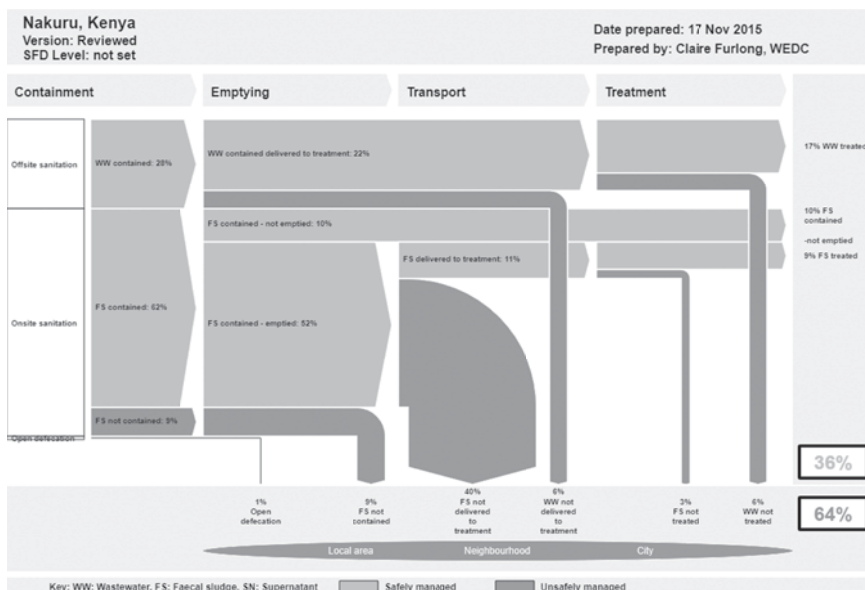 Nakuru, Kenya
Version: Reviewed
SFD Level: not set
Date prepared: 17 Nov 2015
Prepared by: Claire Furlong, WEDC
Containment
Emptying
Transport
Treatment
Offsite sanitation
WW contained: 28%
WW contained delivered to treatment: 22%
17% WW treated
FS contained - not emptied: 10%
10% FS
contained
-not emptied
FS delivered to treatment: 11%
9% FS treated
Onsite sanitation
FS contained: 62%
FS contained - emptied: 52%
FS not contained: 9%
Open defecation
36%
64%
1%
Open
defecation
9%
FS not
contained
40%
FS not
delivered
to
treatment
6%
WW not
delivered to
treatment
3%
FS not
treated
6%
WW not
treated
Local area
Neighbourhood
City
Key: WW: Wastewater, FS: Faecal sludge, SN: Supernatant
Safely managed
Unsafely managed